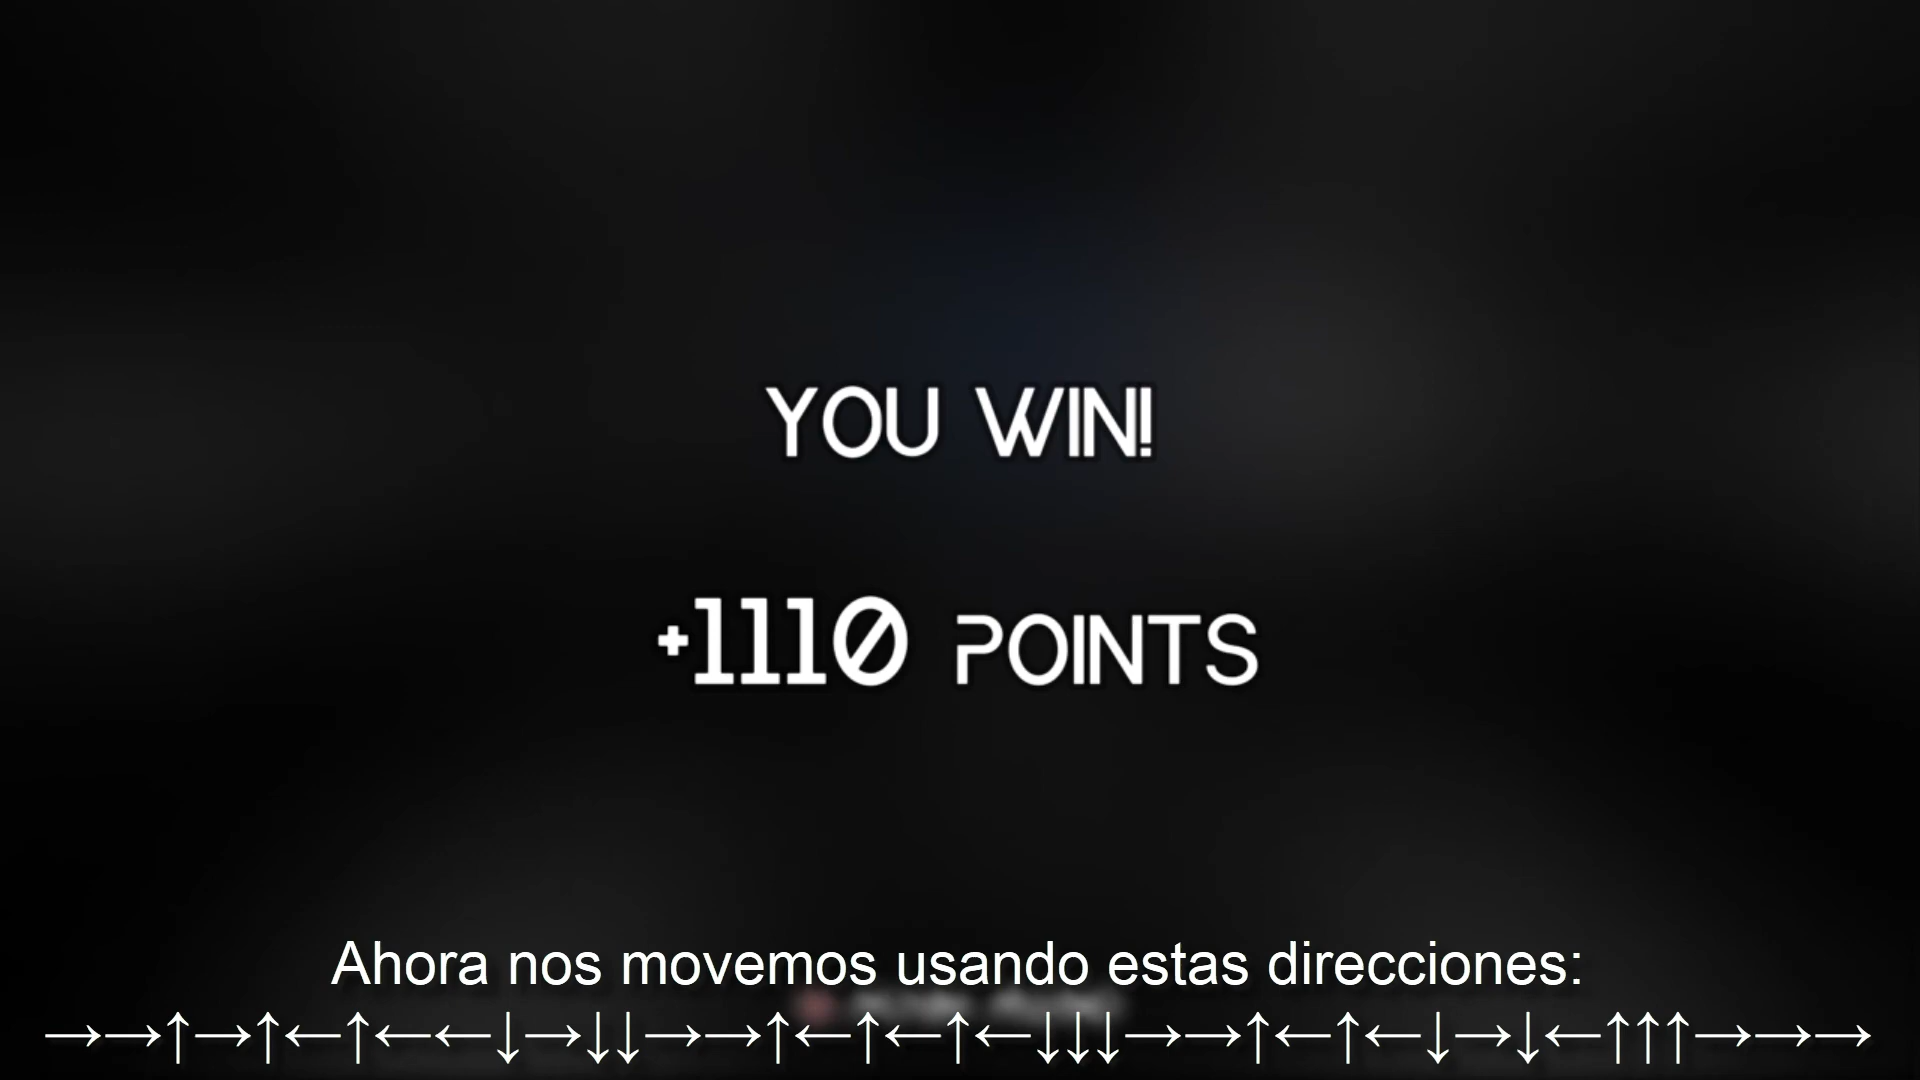 YOU WIN!
+1110 POINTS
Ahora nos movemos usando estas direcciones:
→→↑→↑←↑←←↓→↓↓→→↑←↑←↑←↓↓↓→→↑←↑←↓→↓←↑↑↑→→→